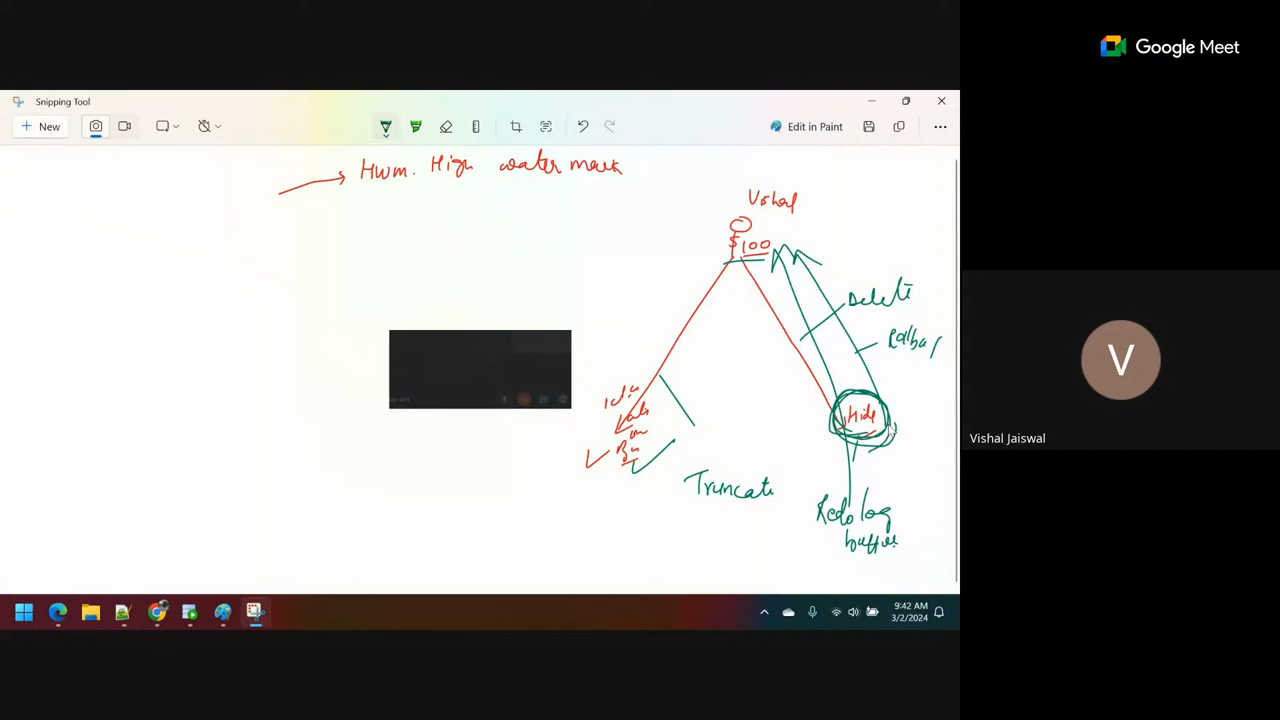 Google Meet
Snipping Tool
New
Edit in Paint
Hwm. High water mark
Vishal
$100
Delete
Hide
Truncate
Redo log
buffer
Vishal Jaiswal
V
9:42 AM
3/2/2024